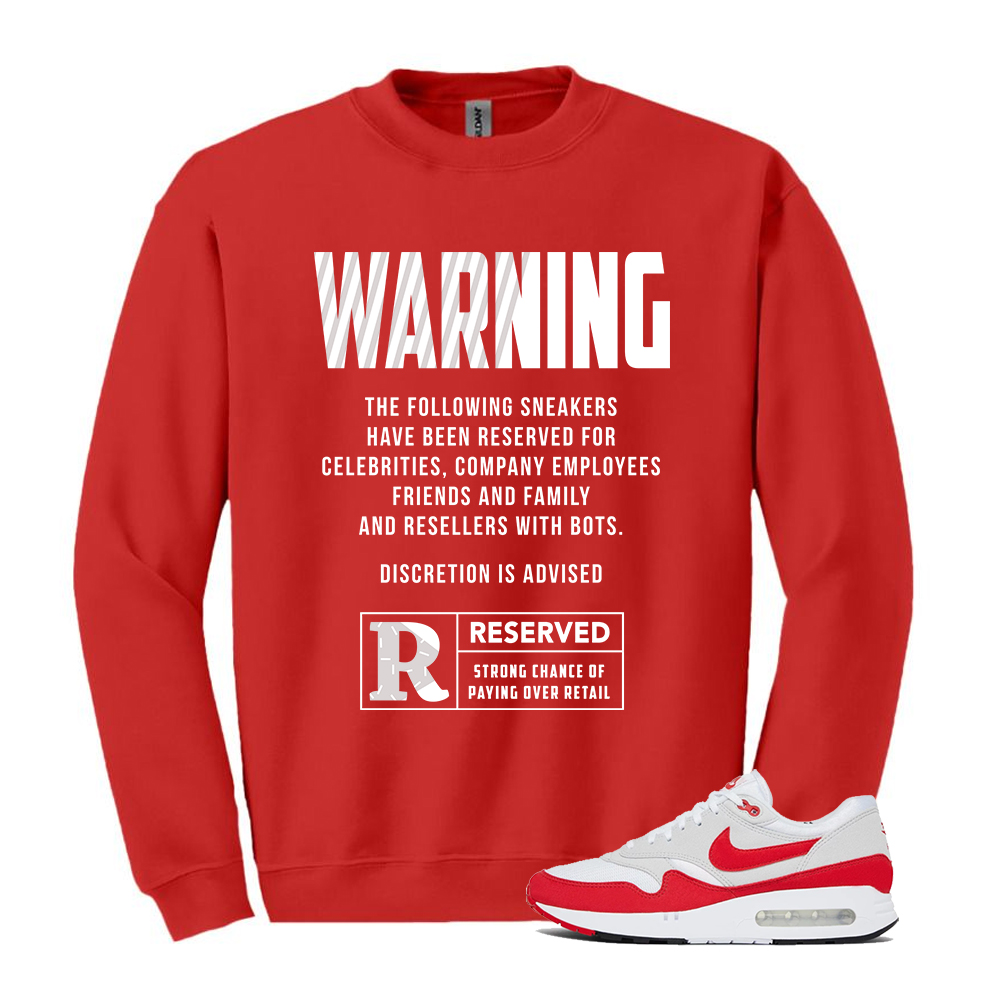 WARNING
THE FOLLOWING SNEAKERS
HAVE BEEN RESERVED FOR
CELEBRITIES, COMPANY EMPLOYEES
FRIENDS AND FAMILY
AND RESELLERS WITH BOTS.
DISCRETION IS ADVISED
R
RESERVED
STRONG CHANCE OF
PAYING OVER RETAIL